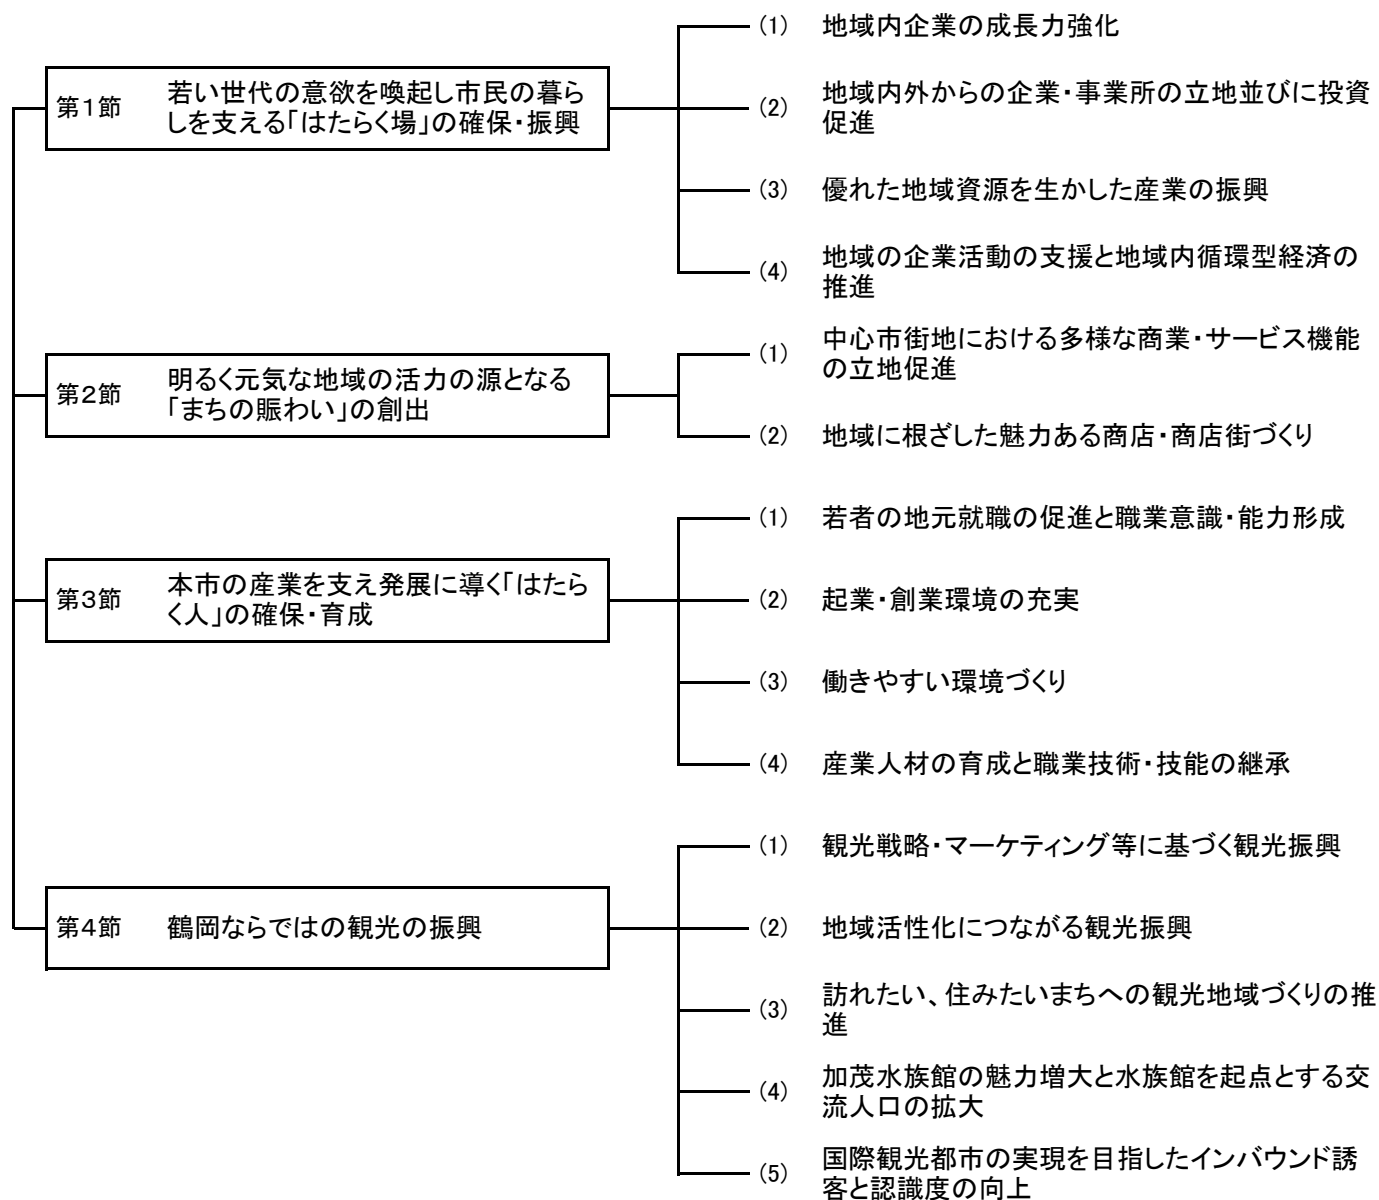 第1節 若い世代の意欲を喚起し市民の暮ら
しを支える「はたらく場」の確保・振興
(1) 地域内企業の成長力強化
(2) 地域内外からの企業・事業所の立地並びに投資
促進
(3) 優れた地域資源を生かした産業の振興
(4) 地域の企業活動の支援と地域内循環型経済の
推進
第2節 明るく元気な地域の活力の源となる
「まちの賑わい」の創出
(1) 中心市街地における多様な商業・サービス機能
の立地促進
(2) 地域に根ざした魅力ある商店・商店街づくり
第3節 本市の産業を支え発展に導く「はたら
く人」の確保・育成
(1) 若者の地元就職の促進と職業意識・能力形成
(2) 起業・創業環境の充実
(3) 働きやすい環境づくり
(4) 産業人材の育成と職業技術・技能の継承
第4節 鶴岡ならではの観光の振興
(1) 観光戦略・マーケティング等に基づく観光振興
(2) 地域活性化につながる観光振興
(3) 訪れたい、住みたいまちへの観光地域づくりの推
進
(4) 加茂水族館の魅力増大と水族館を起点とする交
流人口の拡大
(5) 国際観光都市の実現を目指したインバウンド誘
客と認識度の向上